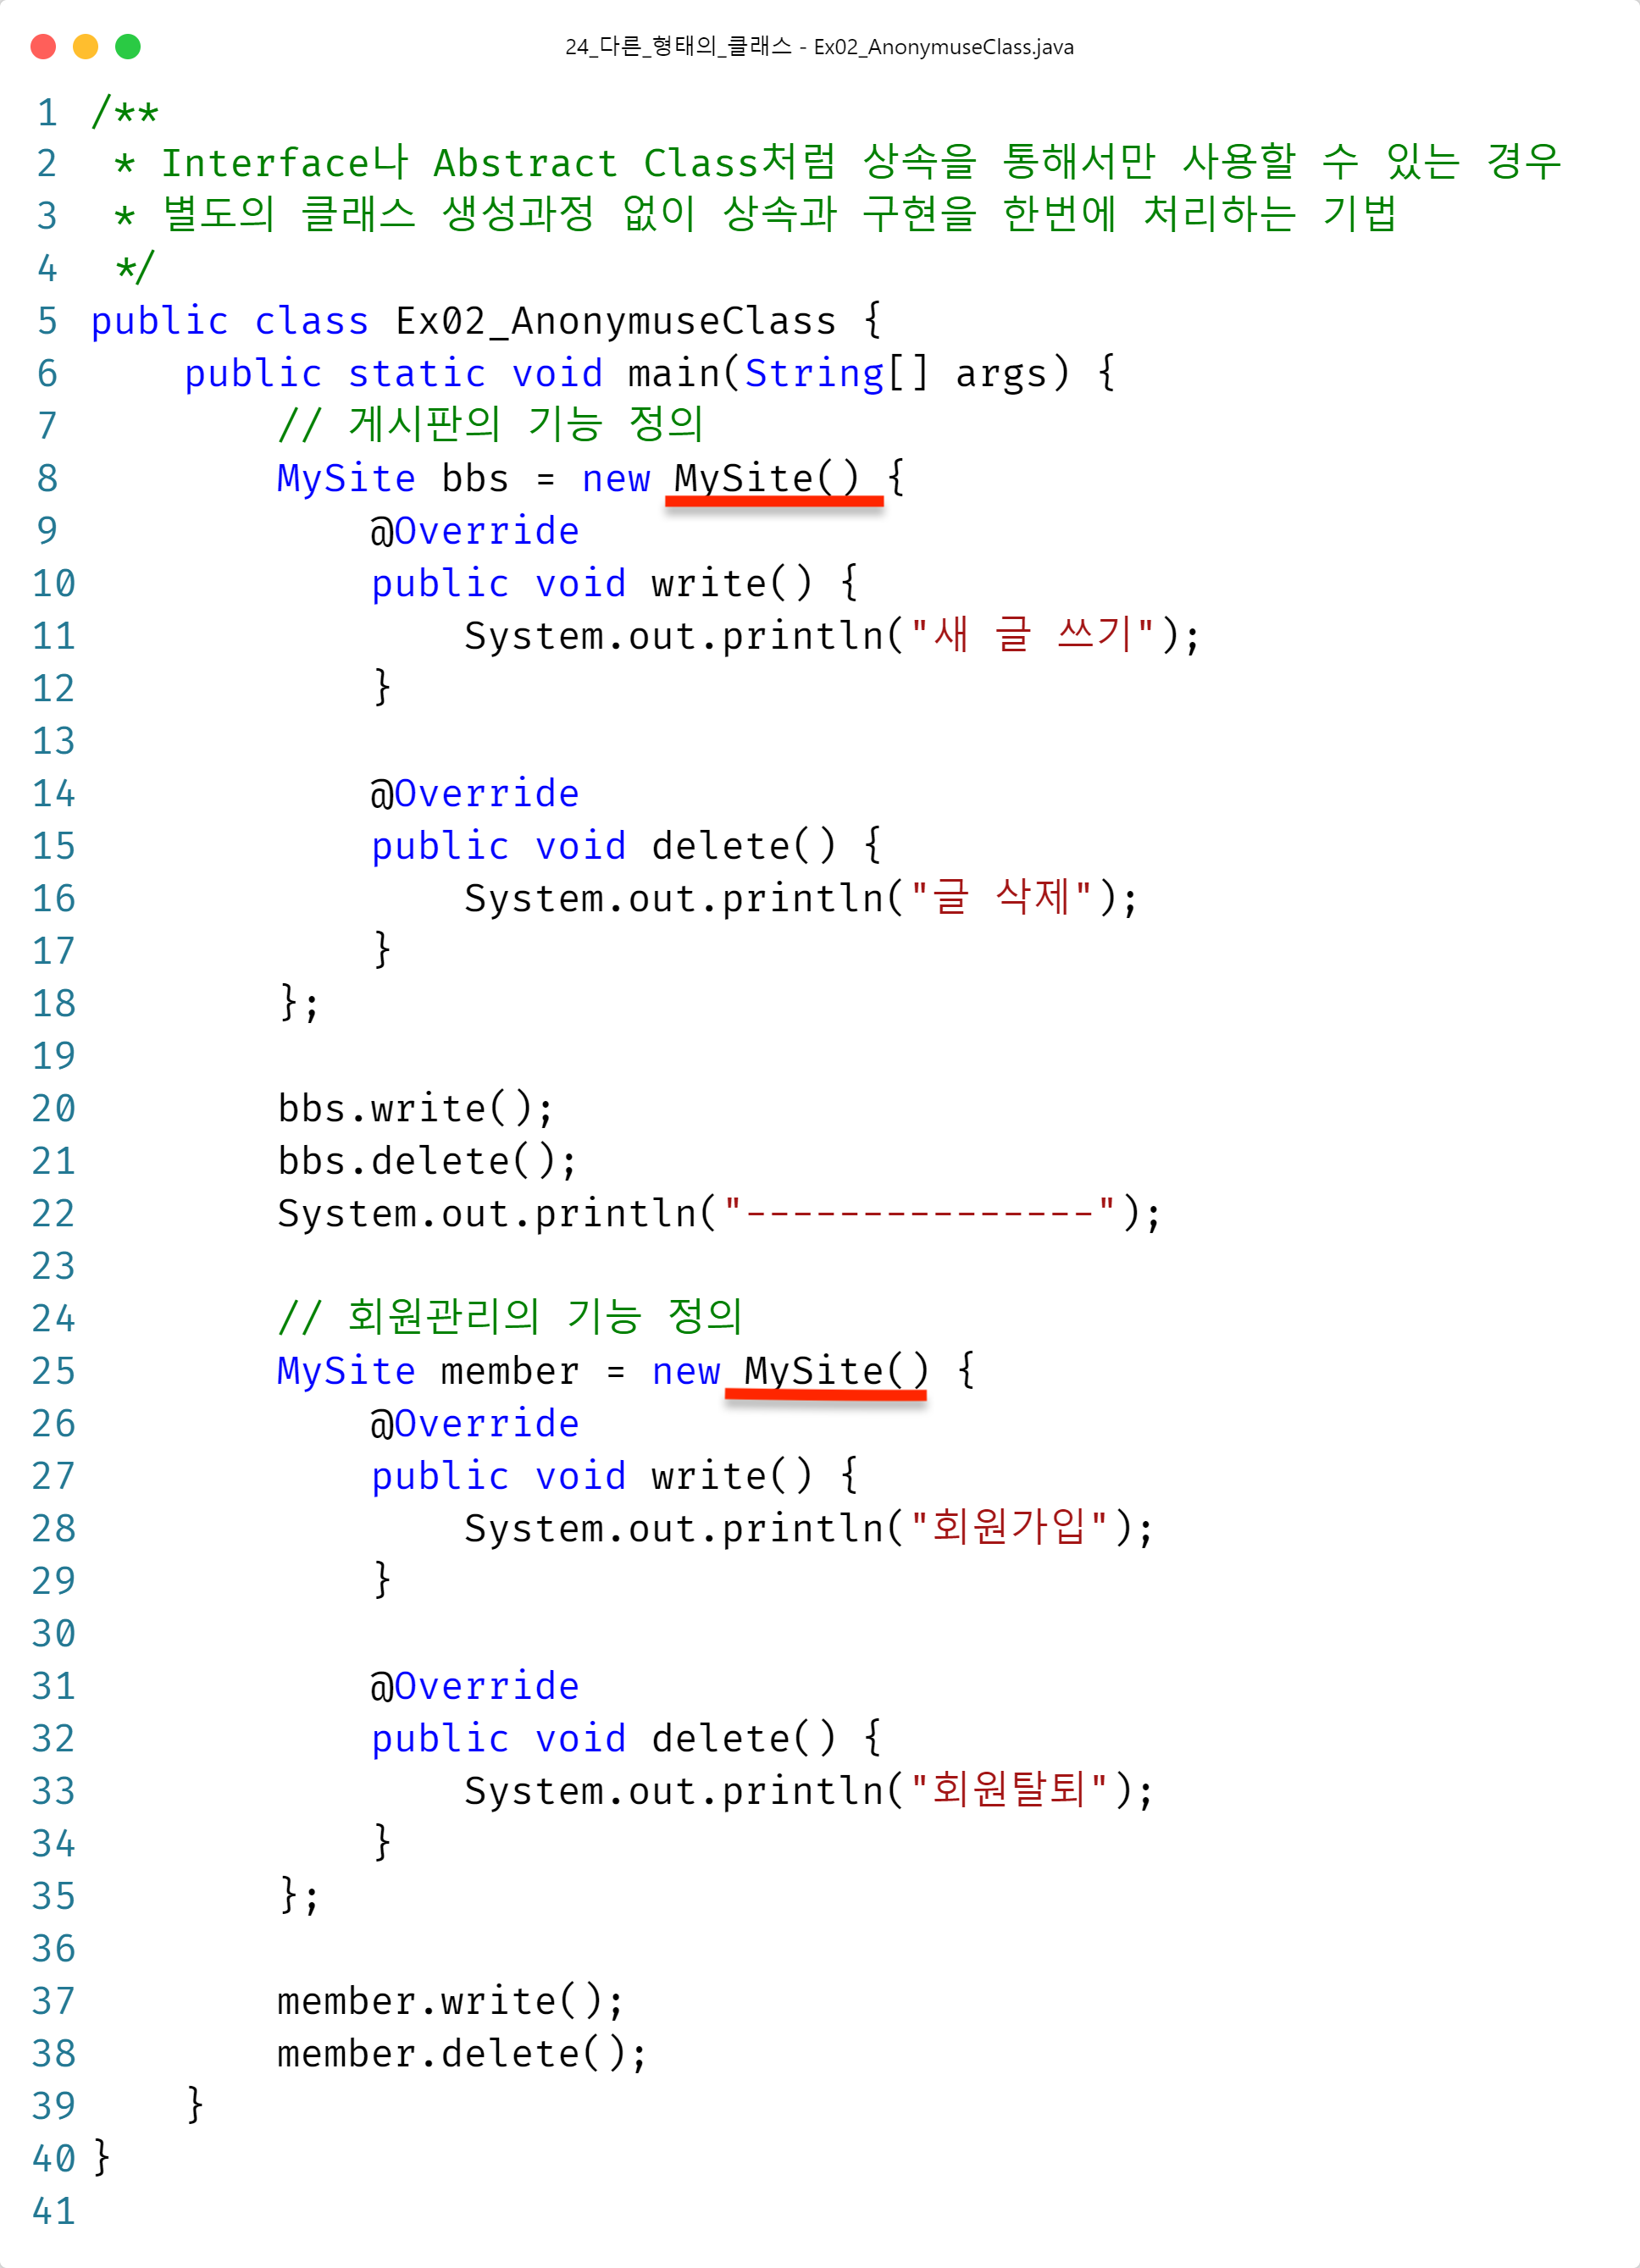 24_다른_형태의_클래스 - Ex02_AnonymuseClass.java
1 /**
2  * Interface나 Abstract Class처럼 상속을 통해서만 사용할 수 있는 경우
3  * 별도의 클래스 생성과정 없이 상속과 구현을 한번에 처리하는 기법
4  */
5 public class Ex02_AnonymuseClass {
6     public static void main(String[] args) {
7         // 게시판의 기능 정의
8         MySite bbs = new MySite() {
9             @Override
10             public void write() {
11                 System.out.println("새 글 쓰기");
12             }
13
14             @Override
15             public void delete() {
16                 System.out.println("글 삭제");
17             }
18         };
19
20         bbs.write();
21         bbs.delete();
22         System.out.println("---------------");
23
24         // 회원관리의 기능 정의
25         MySite member = new MySite() {
26             @Override
27             public void write() {
28                 System.out.println("회원가입");
29             }
30
31             @Override
32             public void delete() {
33                 System.out.println("회원탈퇴");
34             }
35         };
36
37         member.write();
38         member.delete();
39     }
40 }
41